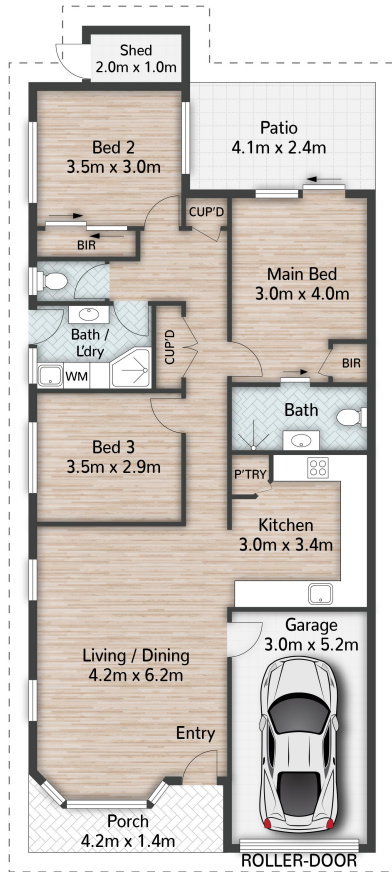 Shed
2.0m x 1.0m
Bed 2
3.5m x 3.0m
Patio
4.1m x 2.4m
CUP'D
BIR
Main Bed
3.0m x 4.0m
Bath /
L'dry
CUP'D
BIR
WM
Bath
Bed 3
3.5m x 2.9m
P'TRY
Kitchen
3.0m x 3.4m
Garage
3.0m x 5.2m
Living / Dining
4.2m x 6.2m
Entry
Porch
4.2m x 1.4m
ROLLER-DOOR